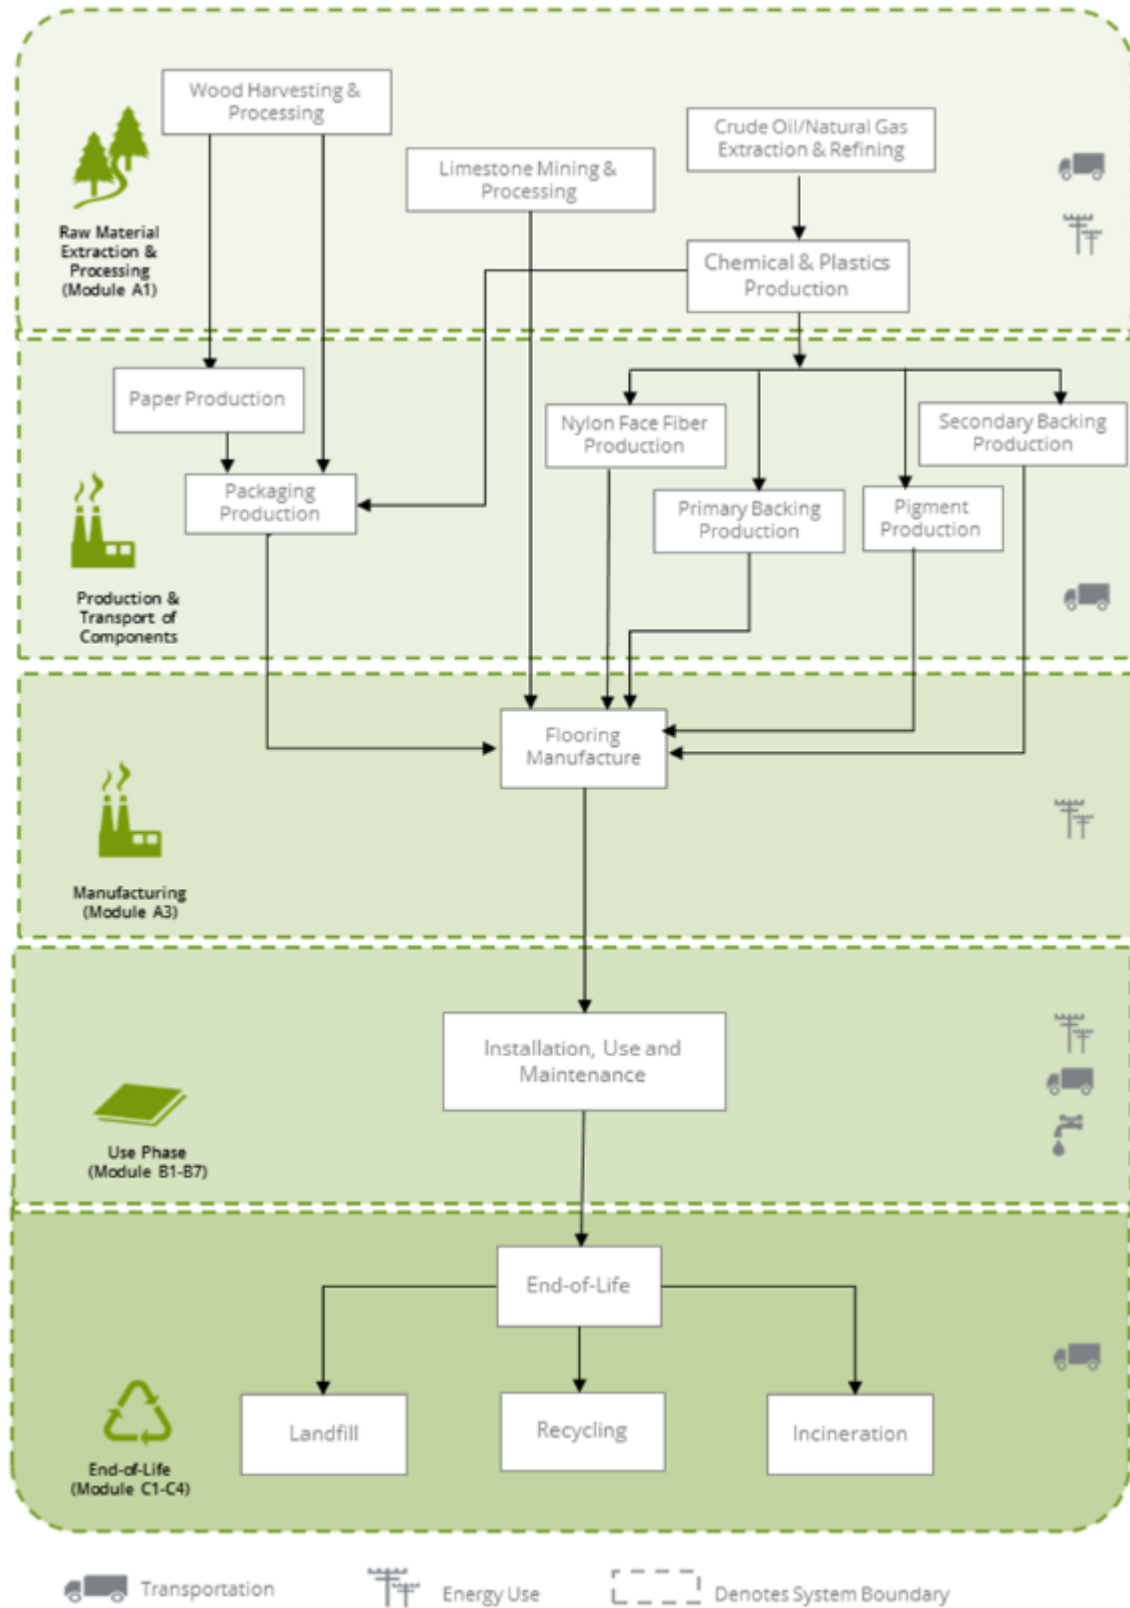 Wood Harvesting &
Processing
Crude Oil/Natural Gas
Extraction & Refining
Limestone Mining &
Processing
Raw Material
Extraction &
Processing
(Module A1)
Chemical & Plastics
Production
Paper Production
Nylon Face Fiber
Production
Secondary Backing
Production
Packaging
Production
Primary Backing
Production
Pigment
Production
Production &
Transport of
Components
Flooring
Manufacture
Manufacturing
(Module A3)
Installation, Use and
Maintenance
Use Phase
(Module B1-B7)
End-of-Life
Landfill
Recycling
Incineration
End-of-Life
(Module C1-C4)
Transportation
Energy Use
Denotes System Boundary